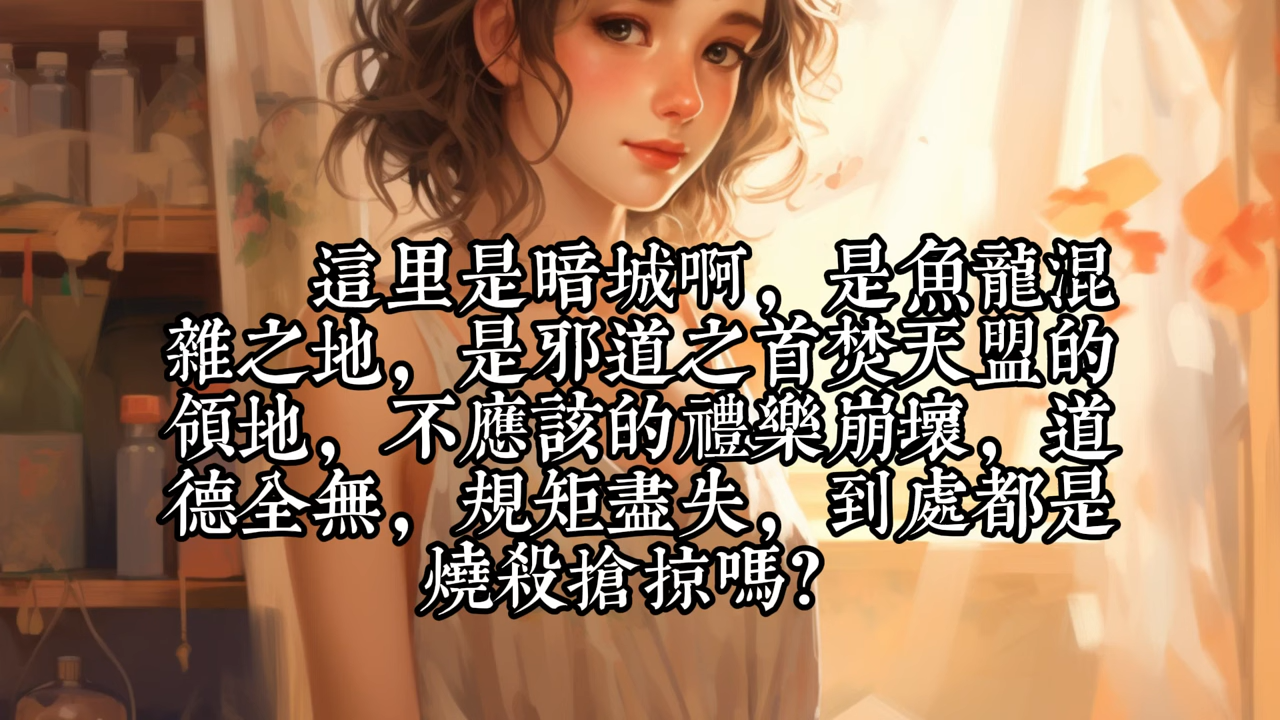 這里是暗城啊，是魚龍混
雜之地，是邪道之首焚天盟的
領地，不應該的禮樂崩壞，道
德全無，規矩盡失，到處都是
燒殺搶掠嗎？